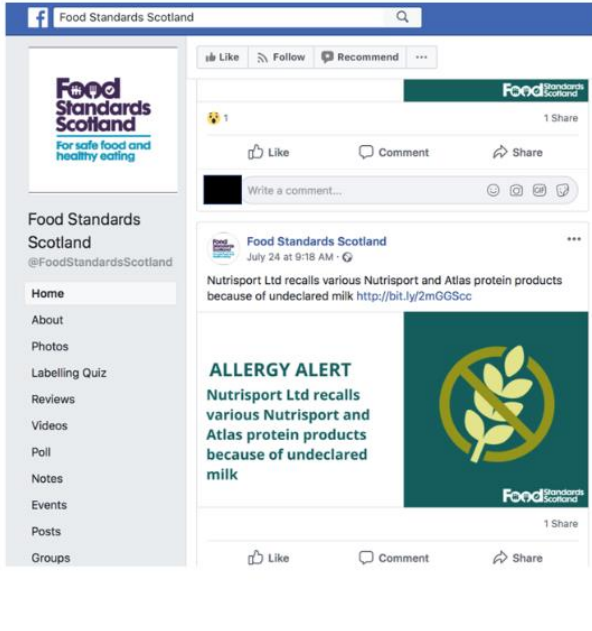 Food Standards Scotland
Food
Standards
Scotland
For safe food and
healthy eating
Food Standards
Scotland
@FoodStandardsScotland
Home
About
Photos
Labelling Quiz
Reviews
Videos
Poll
Notes
Events
Posts
Groups
Like Follow Recommend ...
Food Standards Scotland
1 1 Share
Like Comment Share
Write a comment... GIF
Food Standards Scotland ...
July 24 at 9:18 AM ·
Nutrisport Ltd recalls various Nutrisport and Atlas protein products
because of undeclared milk http://bit.ly/2mGGScc
ALLERGY ALERT
Nutrisport Ltd recalls
various Nutrisport and
Atlas protein products
because of undeclared
milk
Food Standards Scotland
1 Share
Like Comment Share